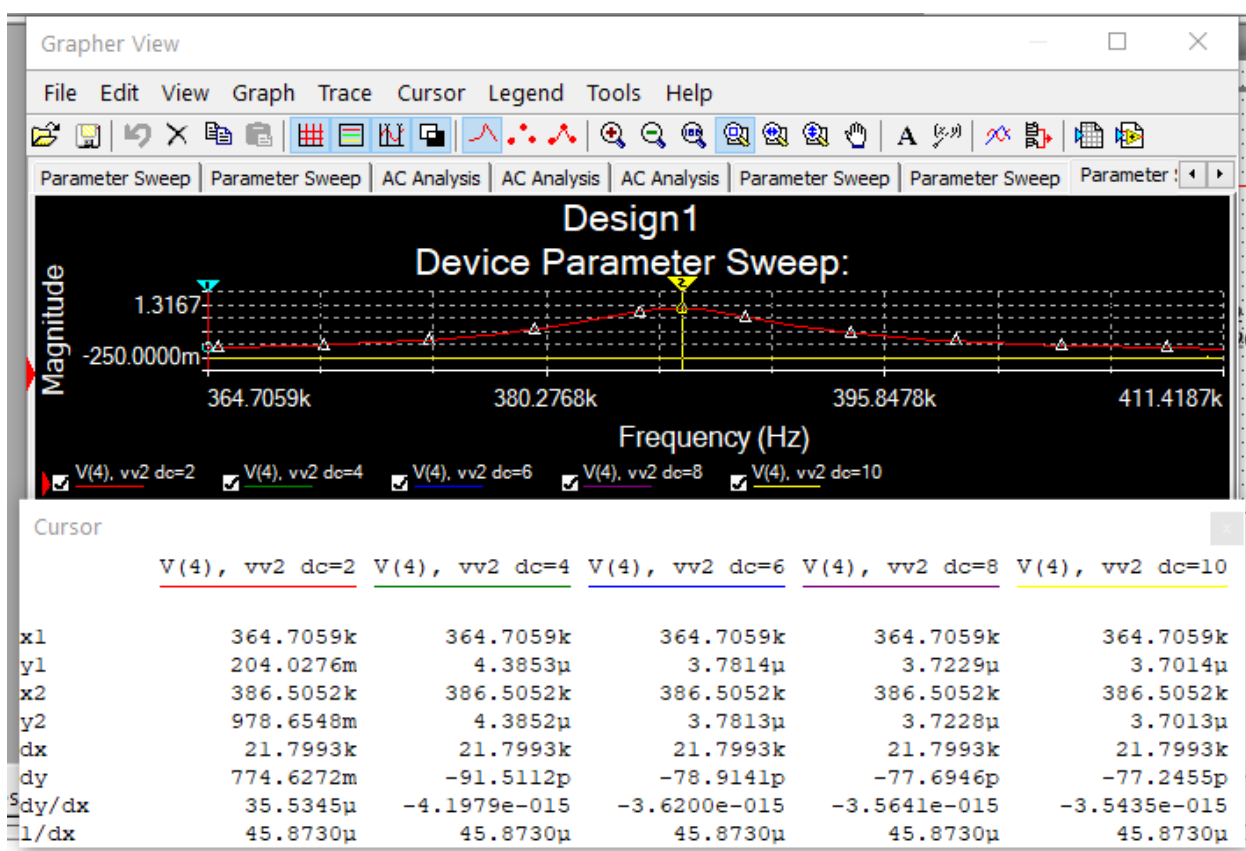 Grapher View
File Edit View Graph Trace Cursor Legend Tools Help
A (x,y)
Parameter Sweep Parameter Sweep AC Analysis AC Analysis AC Analysis Parameter Sweep Parameter Sweep Parameter
Design1
Device Parameter Sweep:
Magnitude
1 2
1.3167
-250.0000m
364.7059k 380.2768k 395.8478k 411.4187k
Frequency (Hz)
V(4), vv2 dc=2 V(4), vv2 dc=4 V(4), vv2 dc=6 V(4), vv2 dc=8 V(4), vv2 dc=10
Cursor
V(4), vv2 dc=2 V(4), vv2 dc=4 V(4), vv2 dc=6 V(4), vv2 dc=8 V(4), vv2 dc=10
x1 364.7059k 364.7059k 364.7059k 364.7059k 364.7059k
y1 204.0276m 4.3853µ 3.7814µ 3.7229µ 3.7014µ
x2 386.5052k 386.5052k 386.5052k 386.5052k 386.5052k
y2 978.6548m 4.3852µ 3.7813µ 3.7228µ 3.7013µ
dx 21.7993k 21.7993k 21.7993k 21.7993k 21.7993k
dy 774.6272m -91.5112p -78.9141p -77.6946p -77.2455p
dy/dx 35.5345µ -4.1979e-015 -3.6200e-015 -3.5641e-015 -3.5435e-015
1/dx 45.8730µ 45.8730µ 45.8730µ 45.8730µ 45.8730µ